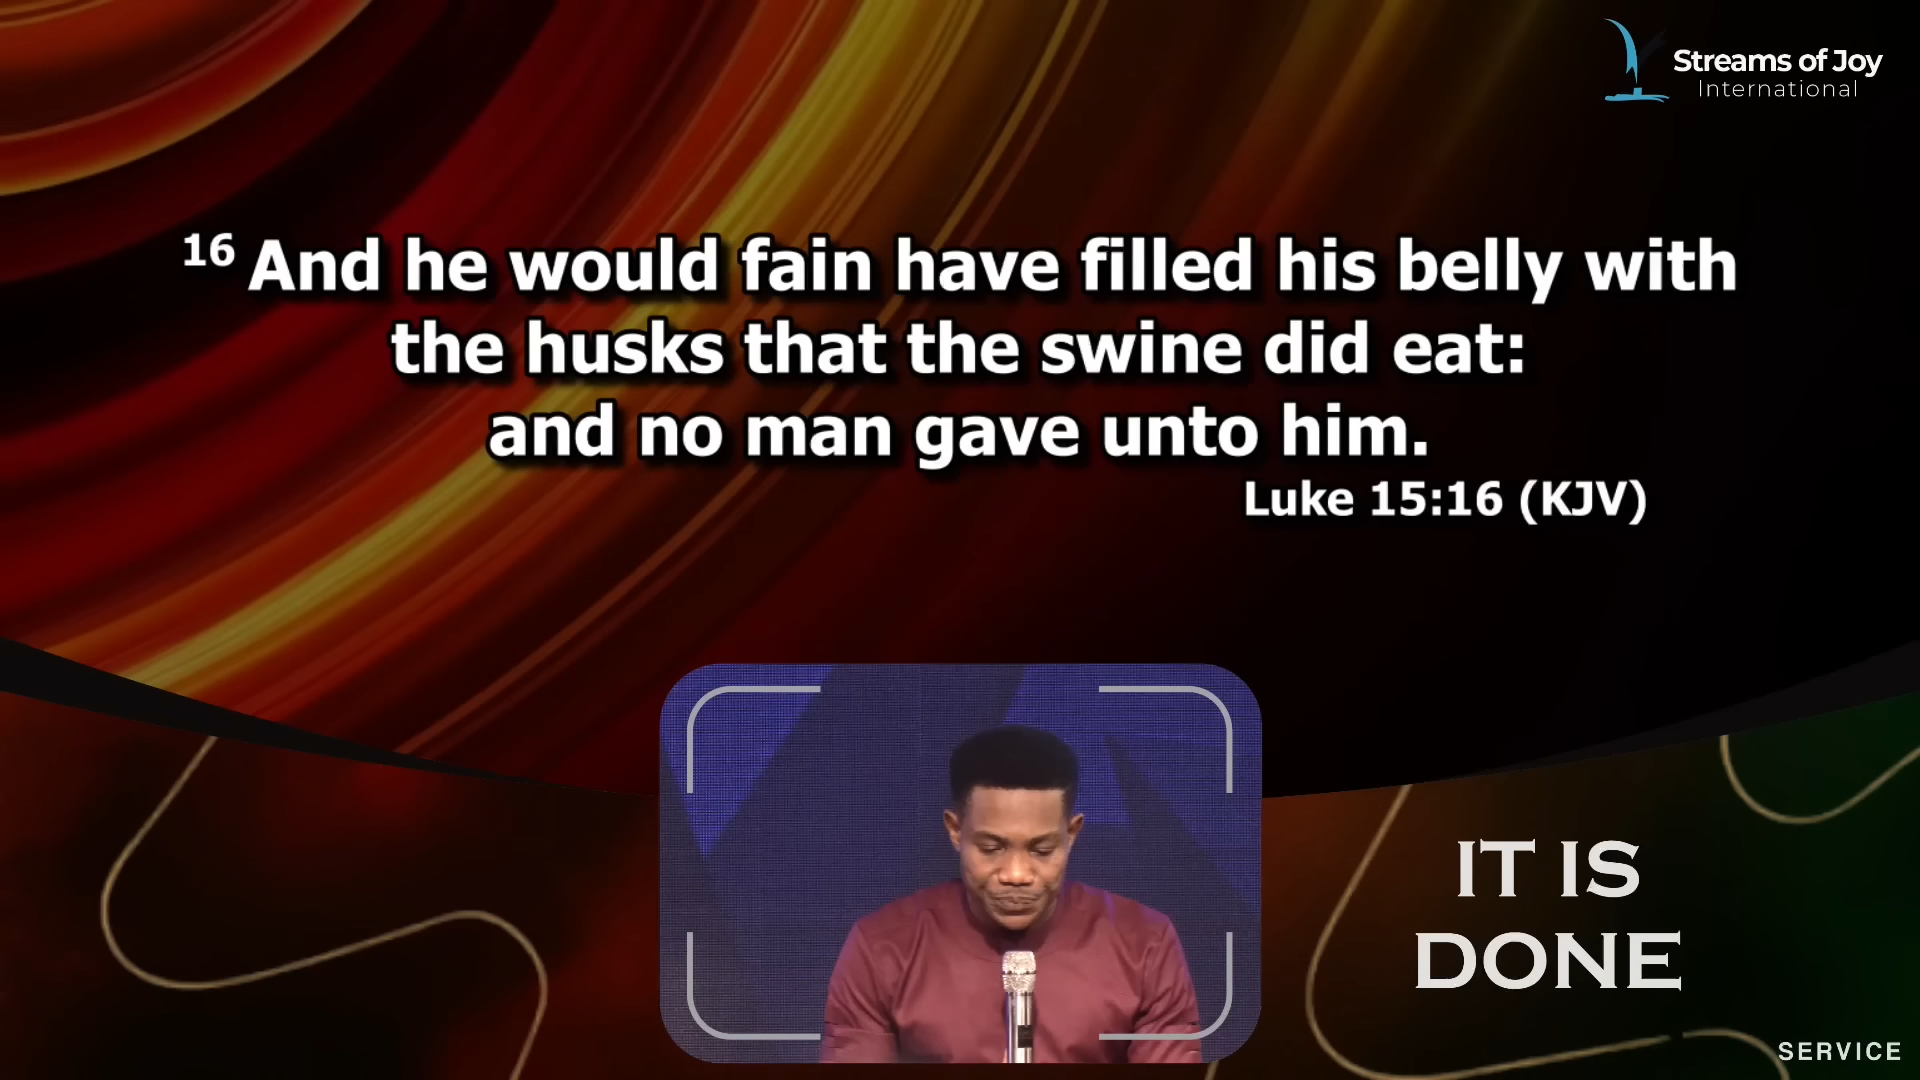 Streams of Joy
International
16 And he would fain have filled his belly with
the husks that the swine did eat:
and no man gave unto him.
Luke 15:16 (KJV)
IT IS
DONE
SERVICE